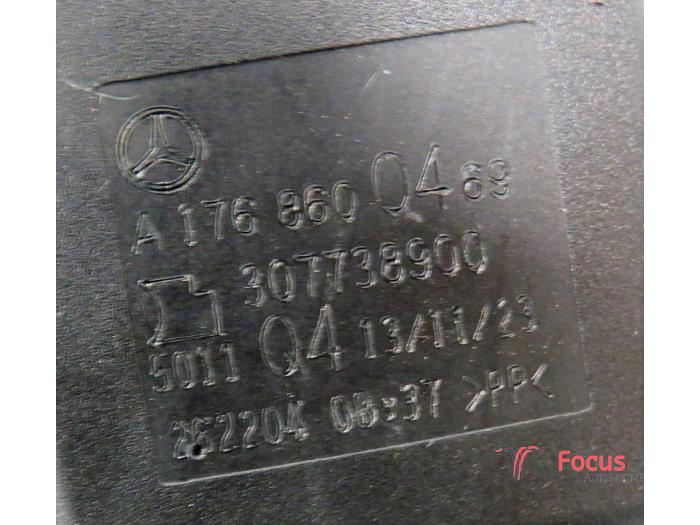 A 176 860 Q4 69
307738900
5011 Q4 13/11/23
262204 08:37 >PP<
Focus